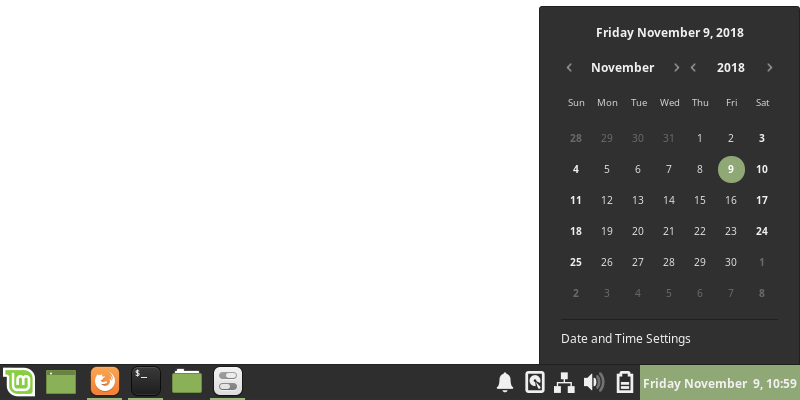 Friday November 9, 2018
November 2018
Sun Mon Tue Wed Thu Fri Sat
28 29 30 31 1 2 3
4 5 6 7 8 9 10
11 12 13 14 15 16 17
18 19 20 21 22 23 24
25 26 27 28 29 30 1
2 3 4 5 6 7 8
Date and Time Settings
$_
Friday November 9, 10:59